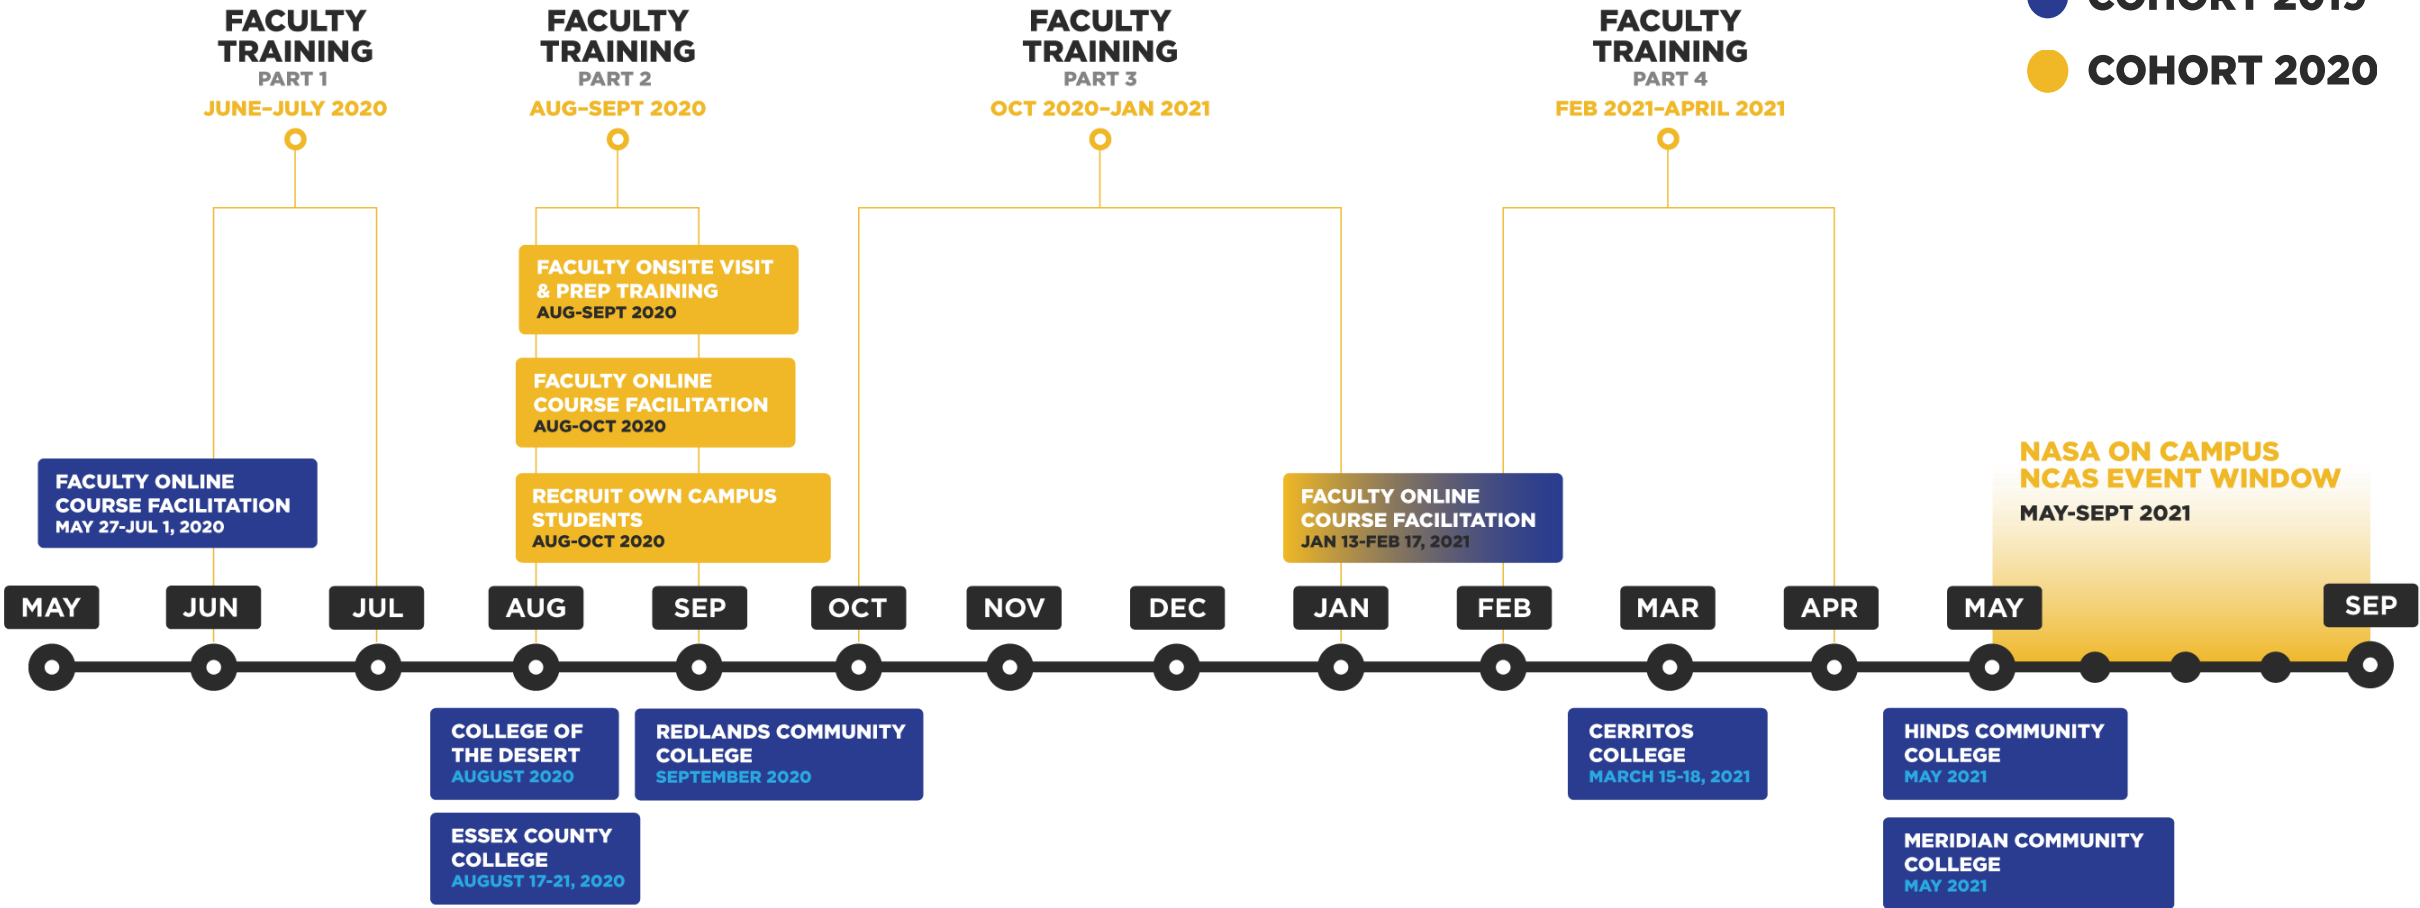 COHORT 2019
COHORT 2020
FACULTY
TRAINING
PART 1
JUNE–JULY 2020
FACULTY
TRAINING
PART 2
AUG–SEPT 2020
FACULTY
TRAINING
PART 3
OCT 2020–JAN 2021
FACULTY
TRAINING
PART 4
FEB 2021–APRIL 2021
FACULTY ONSITE VISIT
& PREP TRAINING
AUG-SEPT 2020
FACULTY ONLINE
COURSE FACILITATION
AUG-OCT 2020
RECRUIT OWN CAMPUS
STUDENTS
AUG-OCT 2020
FACULTY ONLINE
COURSE FACILITATION
MAY 27-JUL 1, 2020
FACULTY ONLINE
COURSE FACILITATION
JAN 13-FEB 17, 2021
NASA ON CAMPUS
NCAS EVENT WINDOW
MAY-SEPT 2021
MAY
JUN
JUL
AUG
SEP
OCT
NOV
DEC
JAN
FEB
MAR
APR
MAY
SEP
COLLEGE OF
THE DESERT
AUGUST 2020
REDLANDS COMMUNITY
COLLEGE
SEPTEMBER 2020
CERRITOS
COLLEGE
MARCH 15-18, 2021
HINDS COMMUNITY
COLLEGE
MAY 2021
ESSEX COUNTY
COLLEGE
AUGUST 17-21, 2020
MERIDIAN COMMUNITY
COLLEGE
MAY 2021